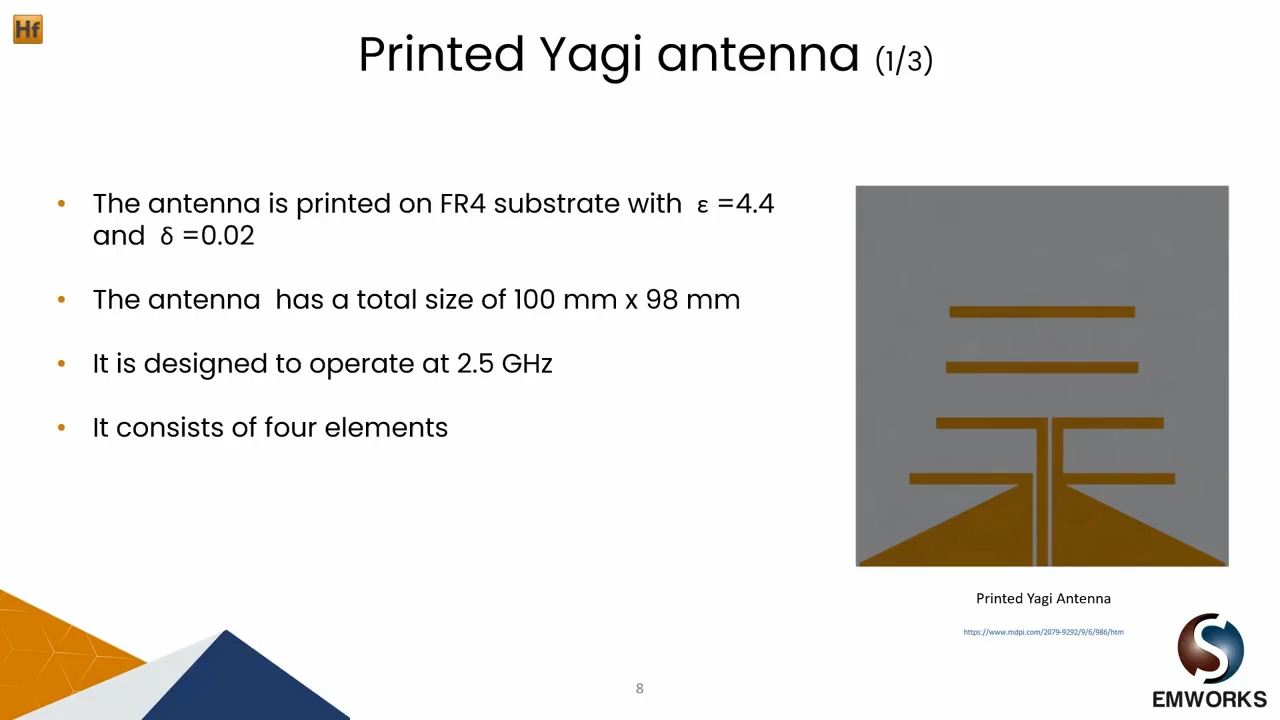 Hf
Printed Yagi antenna (1/3)
• The antenna is printed on FR4 substrate with ε =4.4
and δ =0.02
• The antenna has a total size of 100 mm x 98 mm
• It is designed to operate at 2.5 GHz
• It consists of four elements
Printed Yagi Antenna
https://www.mdpi.com/2079-9292/9/6/986/htm
8
EMWORKS